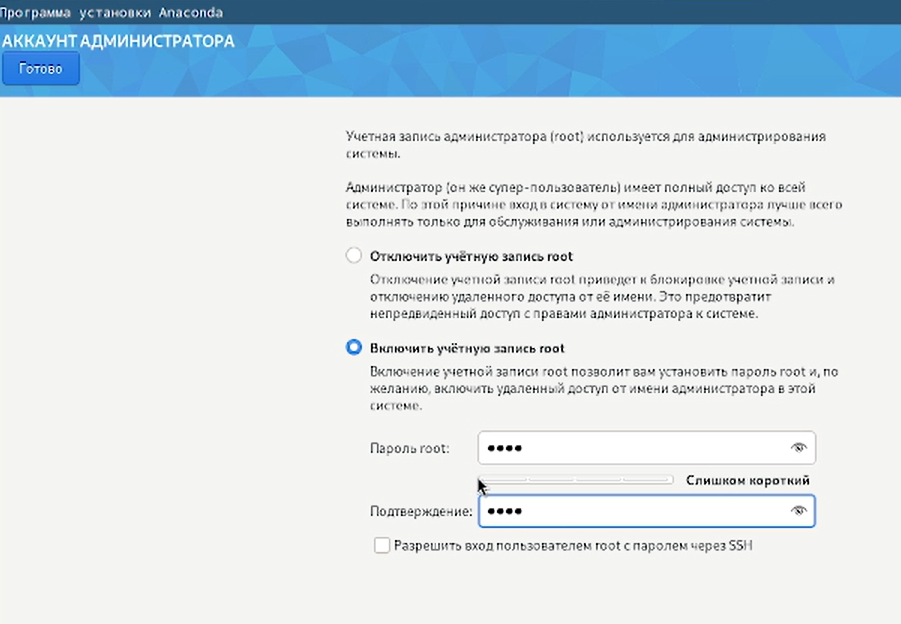 Программа установки Anaconda
АККАУНТ АДМИНИСТРАТОРА
Готово
Учетная запись администратора (root) используется для администрирования
системы.
Администратор (он же супер-пользователь) имеет полный доступ ко всей
системе. По этой причине вход в систему от имени администратора лучше всего
выполнять только для обслуживания или администрирования системы.
Отключить учётную запись root
Отключение учетной записи root приведет к блокировке учетной записи и
отключению удаленного доступа от её имени. Это предотвратит
непредвиденный доступ с правами администратора к системе.
Включить учётную запись root
Включение учетной записи root позволит вам установить пароль root и, по
желанию, включить удаленный доступ от имени администратора в этой
системе.
Пароль root: ••••
Слишком короткий
Подтверждение: ••••
Разрешить вход пользователем root с паролем через SSH